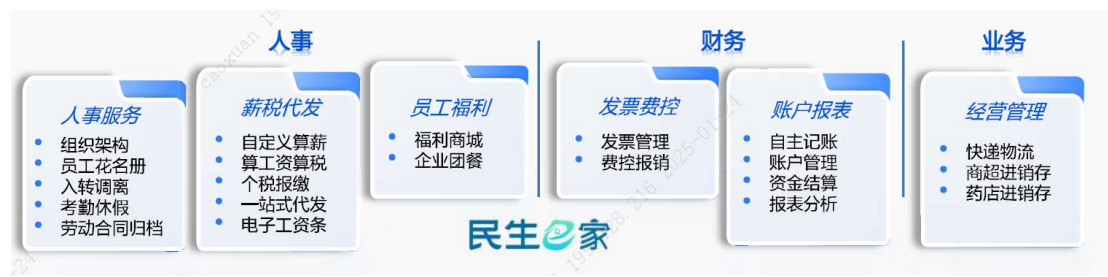 人事
财务
业务
人事服务
组织架构
员工花名册
入转调离
考勤休假
劳动合同归档
薪税代发
自定义算薪
算工资算税
个税报缴
一站式代发
电子工资条
员工福利
福利商城
企业团餐
发票费控
发票管理
费控报销
账户报表
自主记账
账户管理
资金结算
报表分析
经营管理
快递物流
商超进销存
药店进销存
民生e家